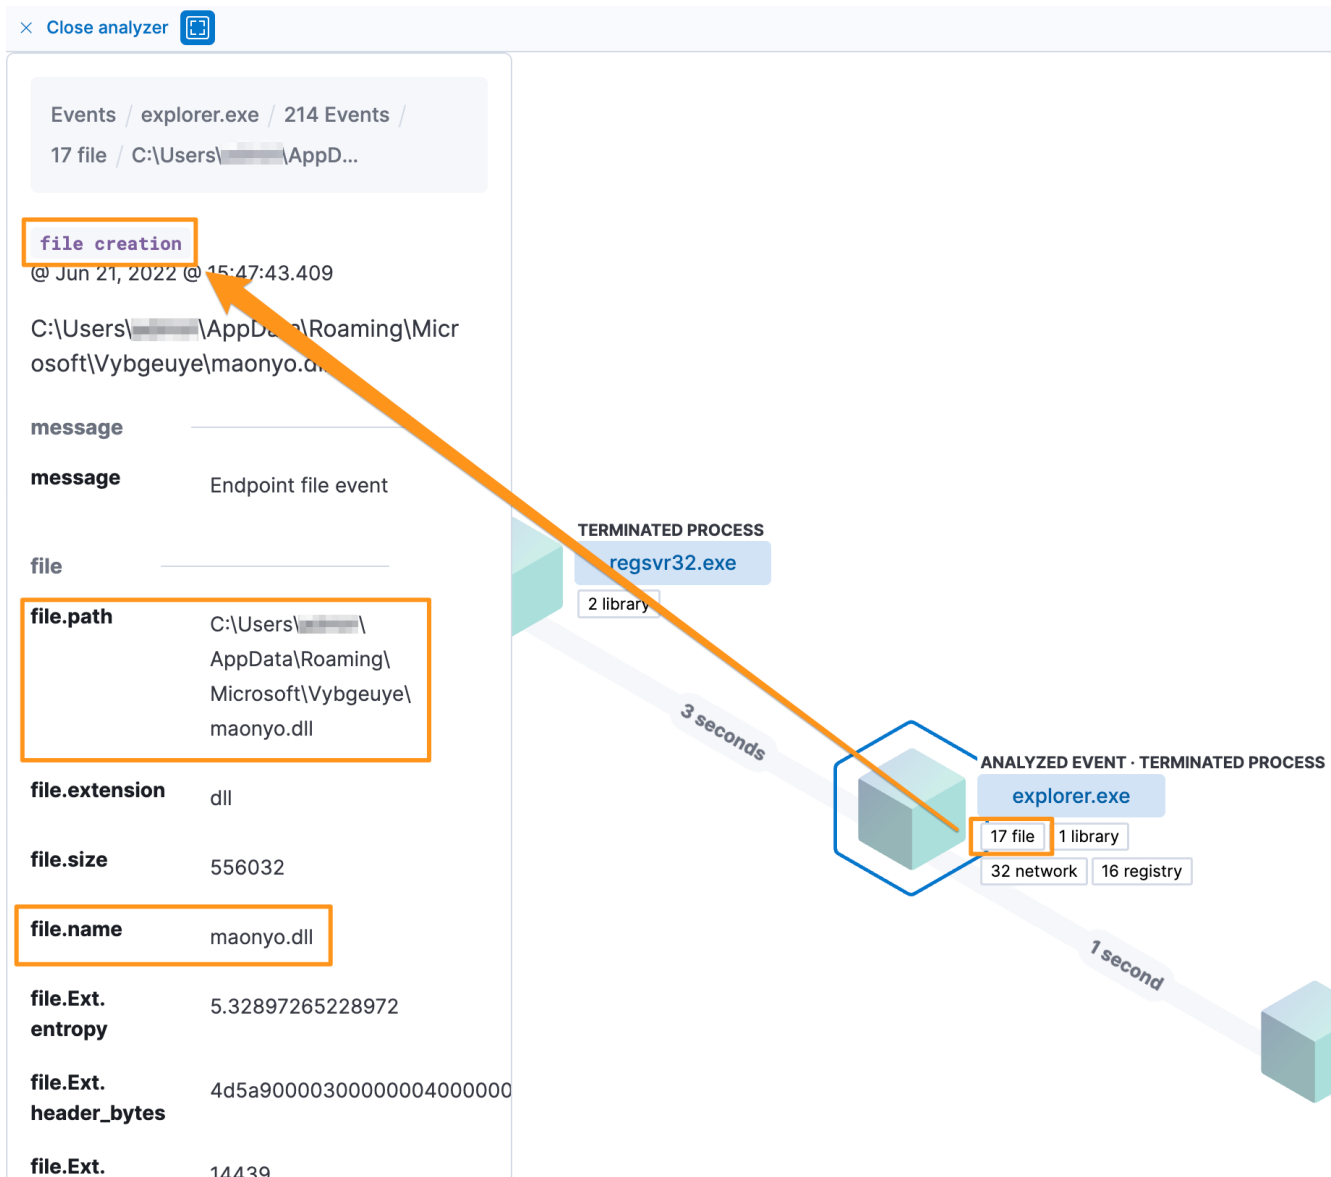 Close analyzer
Events / explorer.exe / 214 Events /
17 file / C:\Users\ \AppD...
file creation
@ Jun 21, 2022 @ 15:47:43.409
C:\Users\ \AppData\Roaming\Micr
osoft\Vybgeuye\maonyo.dll
message
message
Endpoint file event
file
file.path
C:\Users\ \
AppData\Roaming\
Microsoft\Vybgeuye\
maonyo.dll
file.extension
dll
file.size
556032
file.name
maonyo.dll
file.Ext.
entropy
5.32897265228972
file.Ext.
header_bytes
4d5a90000300000004000000
file.Ext.
14439
TERMINATED PROCESS
regsvr32.exe
2 library
3 seconds
ANALYZED EVENT · TERMINATED PROCESS
explorer.exe
17 file
1 library
32 network
16 registry
1 second